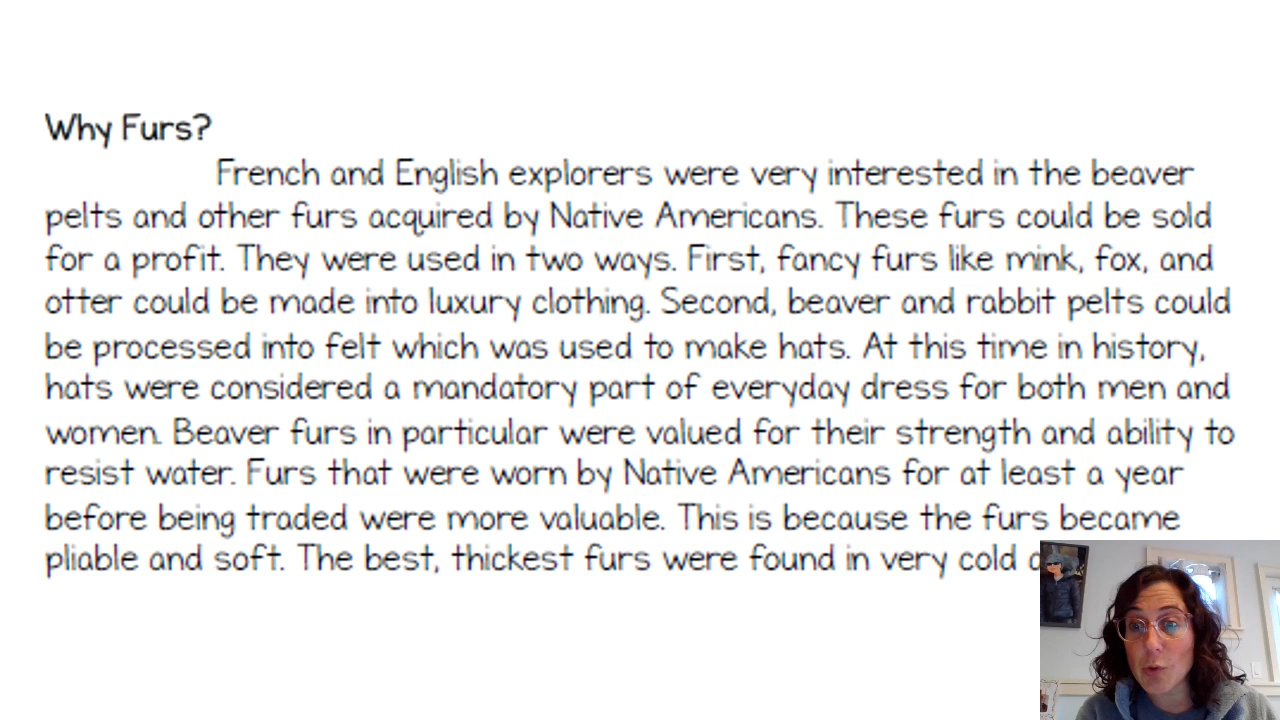 Why Furs?
French and English explorers were very interested in the beaver
pelts and other furs acquired by Native Americans. These furs could be sold
for a profit. They were used in two ways. First, fancy furs like mink, fox, and
otter could be made into luxury clothing. Second, beaver and rabbit pelts could
be processed into felt which was used to make hats. At this time in history,
hats were considered a mandatory part of everyday dress for both men and
women. Beaver furs in particular were valued for their strength and ability to
resist water. Furs that were worn by Native Americans for at least a year
before being traded were more valuable. This is because the furs became
pliable and soft. The best, thickest furs were found in very cold